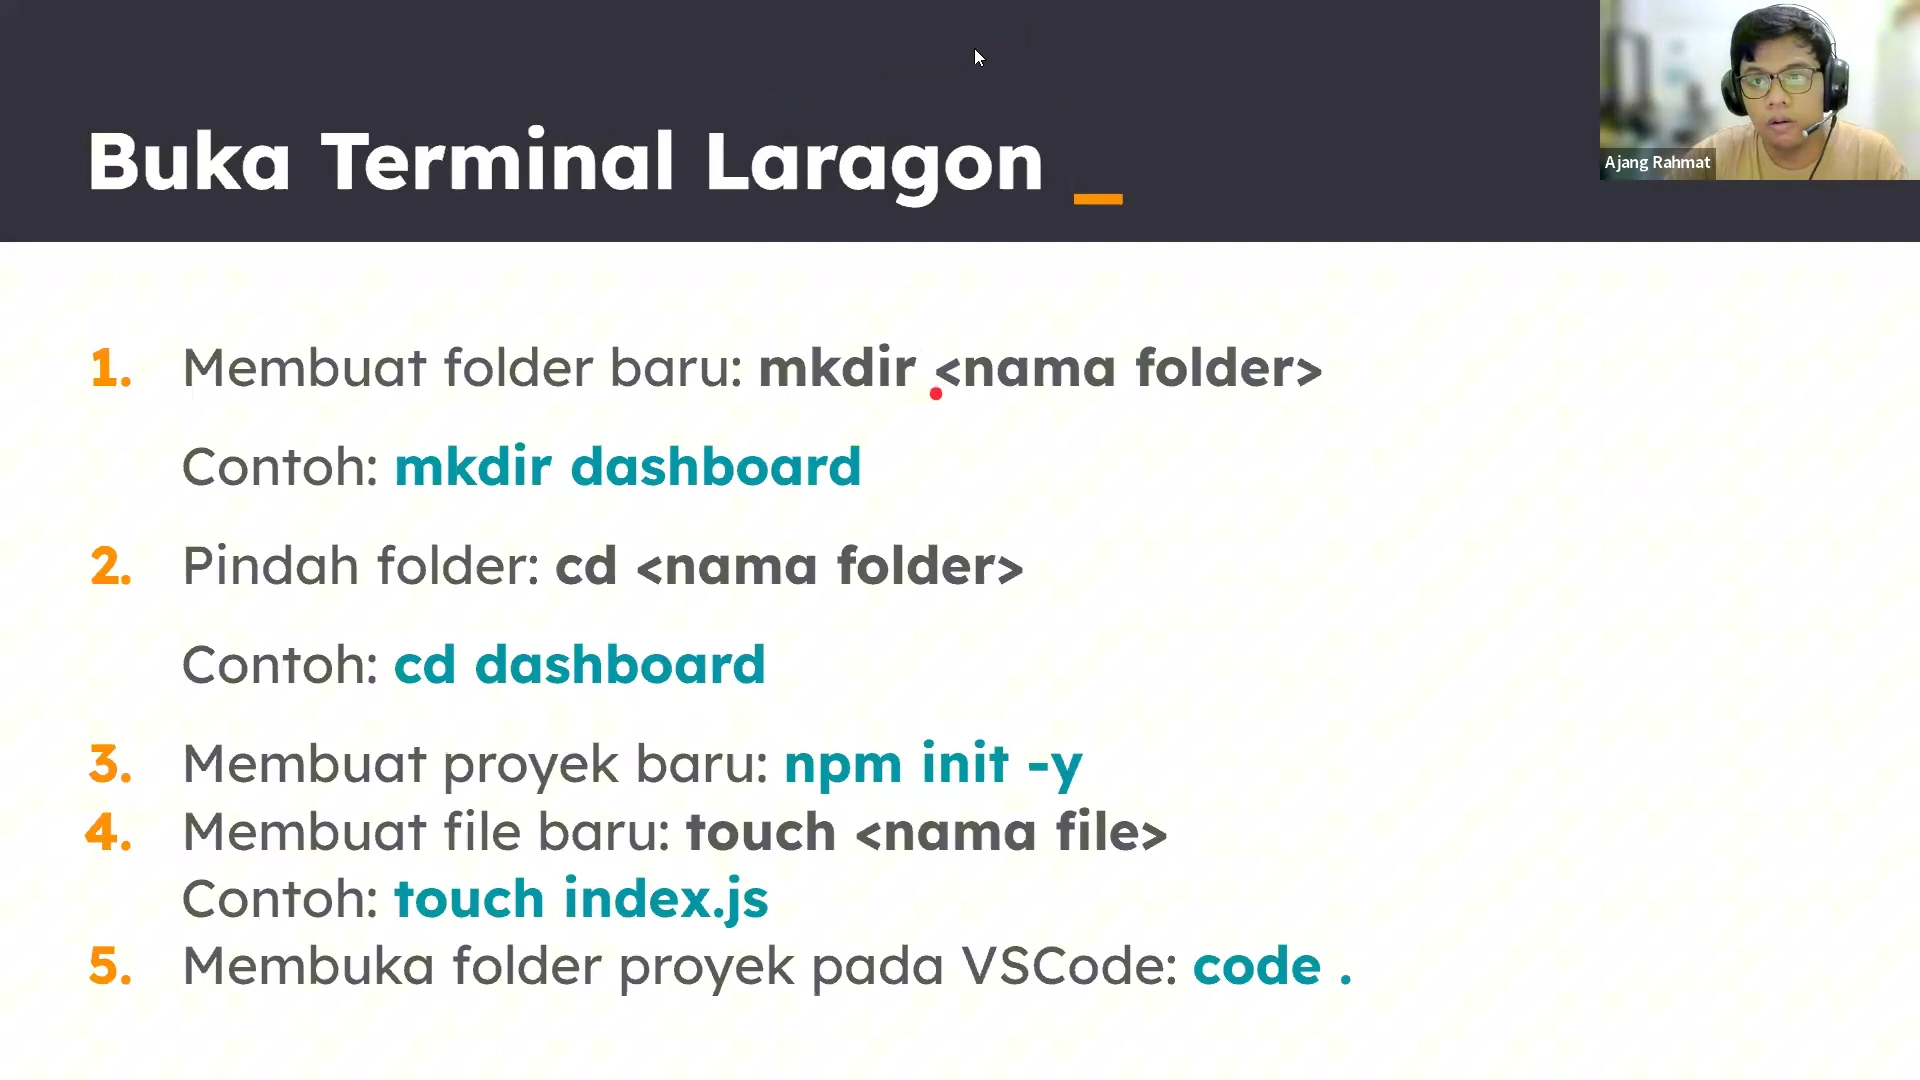 Ajang Rahmat
Buka Terminal Laragon _
1. Membuat folder baru: mkdir <nama folder>
Contoh: mkdir dashboard
2. Pindah folder: cd <nama folder>
Contoh: cd dashboard
3. Membuat proyek baru: npm init -y
4. Membuat file baru: touch <nama file>
Contoh: touch index.js
5. Membuka folder proyek pada VSCode: code .